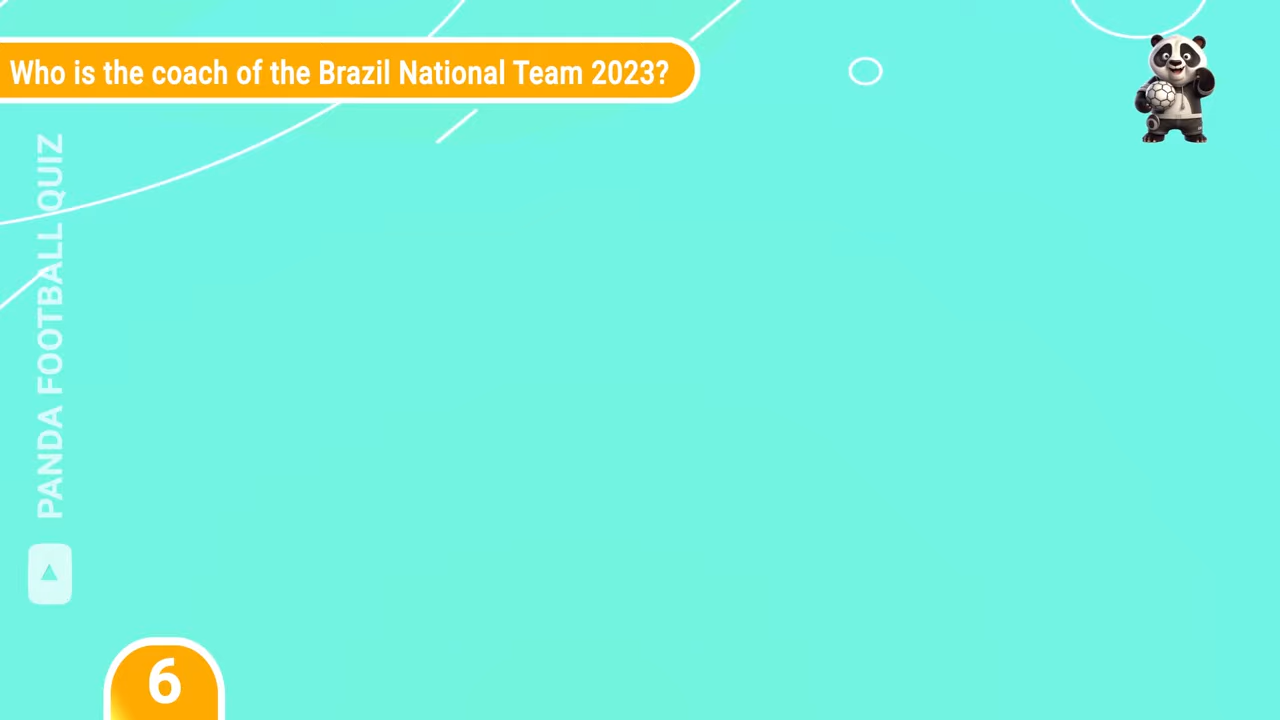 Who is the coach of the Brazil National Team 2023?
PANDA FOOTBALL QUIZ
6